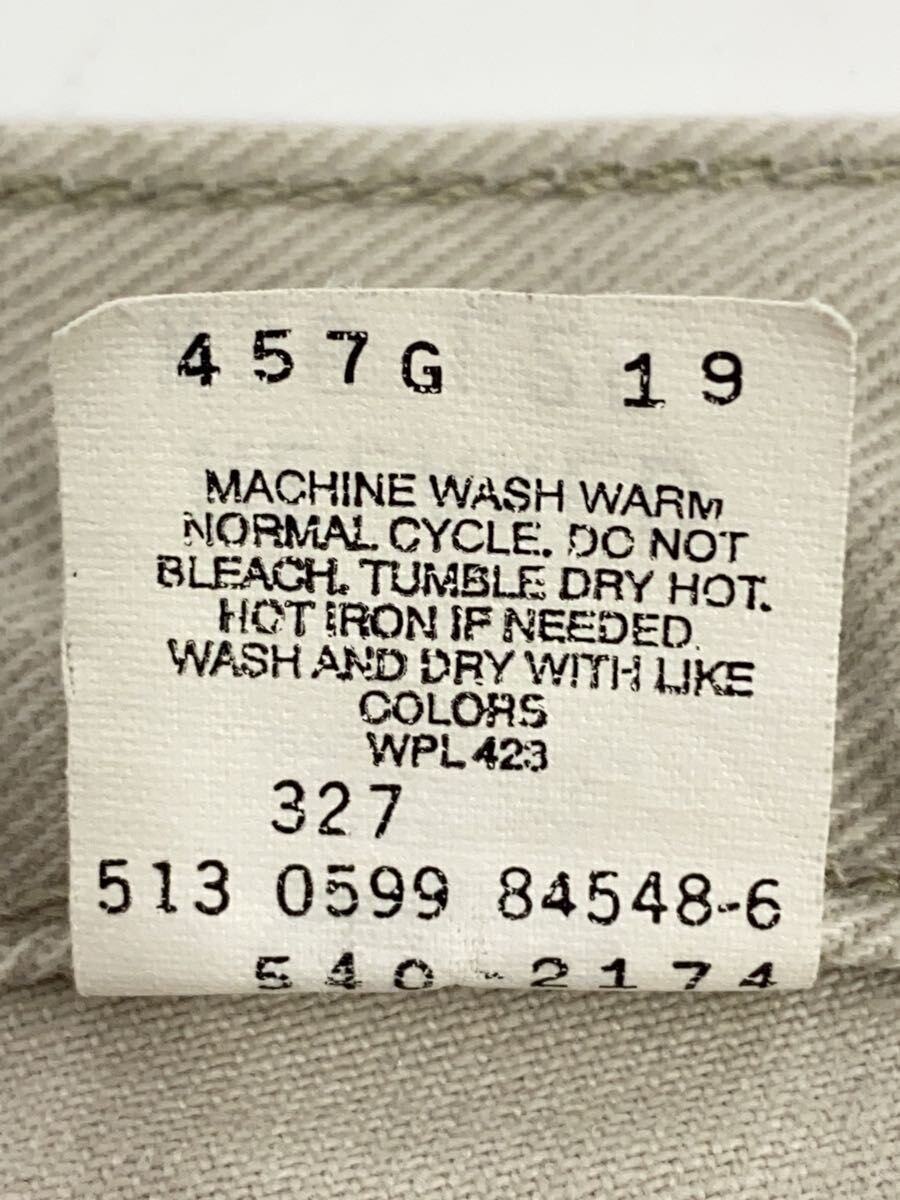 457G 19
MACHINE WASH WARM
NORMAL CYCLE. DO NOT
BLEACH. TUMBLE DRY HOT.
HOT IRON IF NEEDED.
WASH AND DRY WITH LIKE
COLORS
WPL 423
327
513 0599 84548-6
540-2174